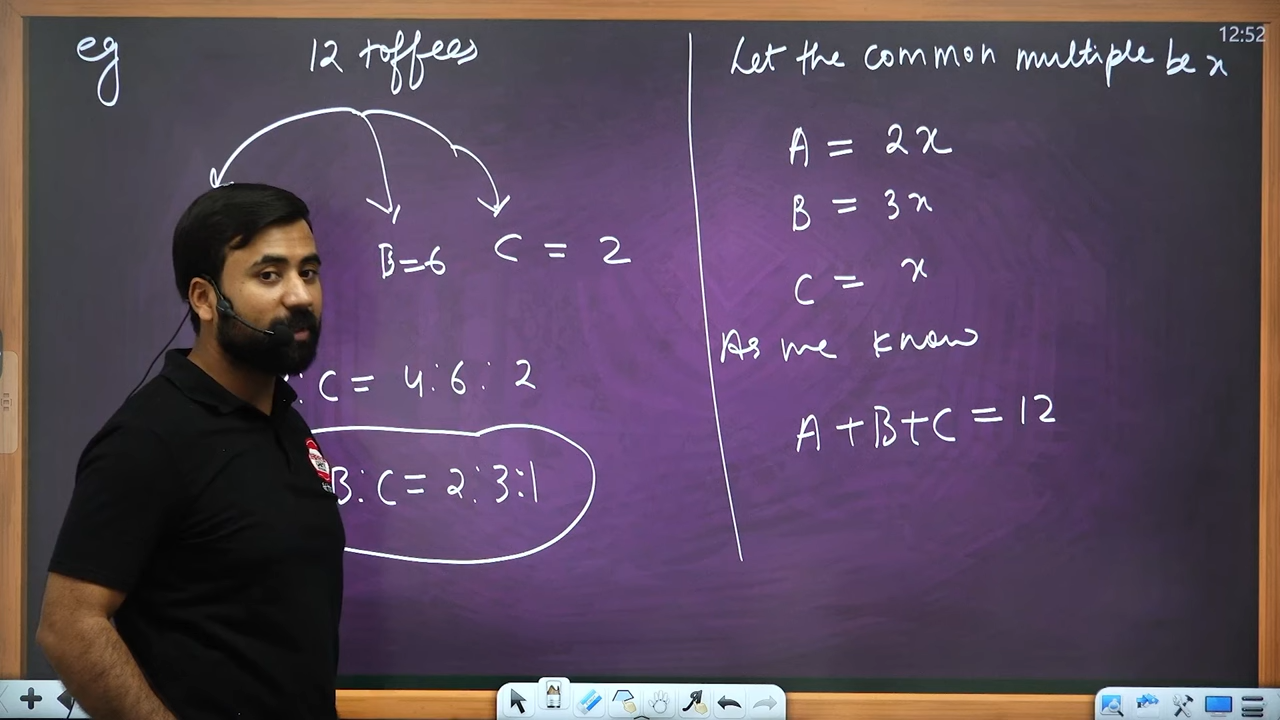 eg
12 toffees
B=6
C = 2
: C = 4:6:2
B:C = 2:3:1
12:52
Let the common multiple be x
A = 2x
B = 3x
C = x
As we know
A+B+C = 12